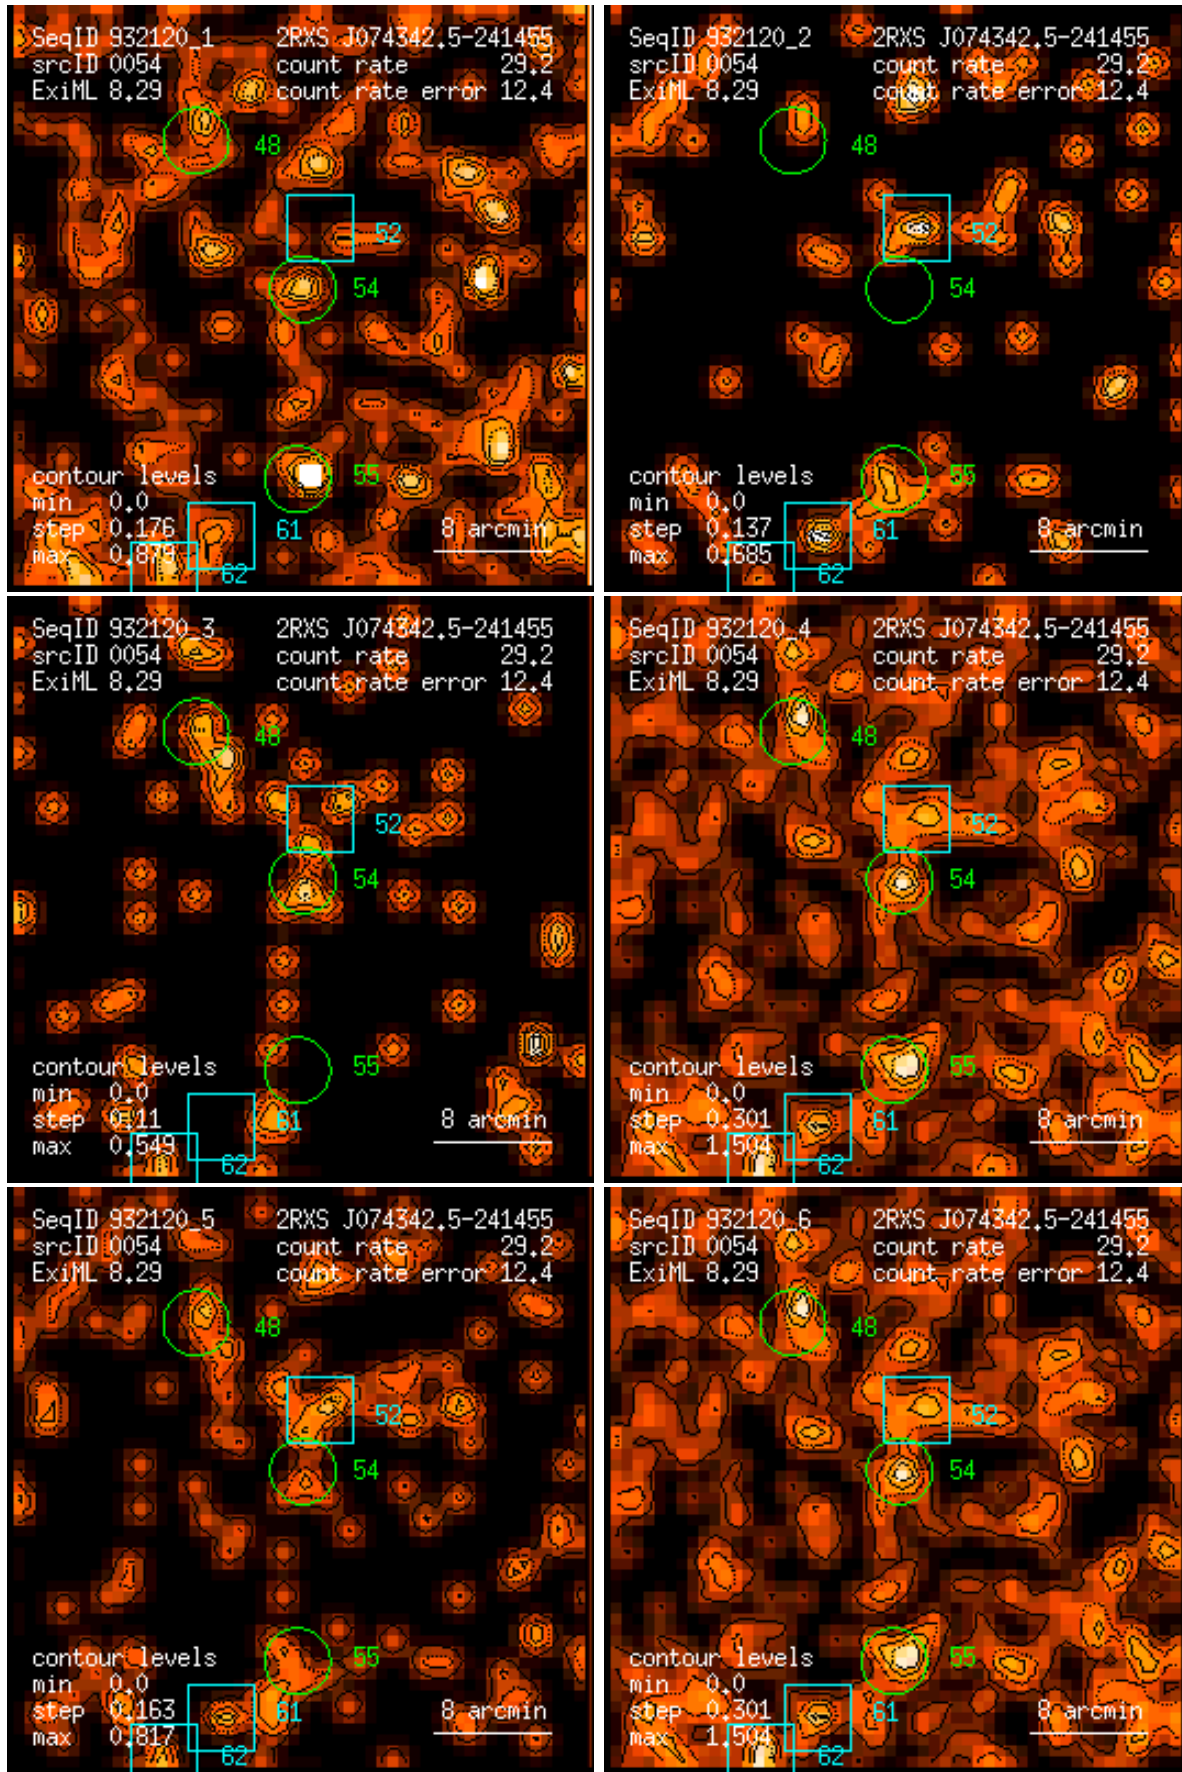 SeqID 932120_1 2RXS J074342.5-241455
srcID 0054 count rate 29.2
ExiML 8.29 count rate error 12.4
48
52
54
contour levels 55
min 0.0
step 0.176 61 8 arcmin
max 0.879
62
SeqID 932120_2 2RXS J074342.5-241455
srcID 0054 count rate 29.2
ExiML 8.29 count rate error 12.4
48
52
54
contour levels 55
min 0.0
step 0.137 61 8 arcmin
max 0.685
62
SeqID 932120_3 2RXS J074342.5-241455
srcID 0054 count rate 29.2
ExiML 8.29 count rate error 12.4
48
52
54
contour levels 55
min 0.0
step 0.11 61 8 arcmin
max 0.549
62
SeqID 932120_4 2RXS J074342.5-241455
srcID 0054 count rate 29.2
ExiML 8.29 count rate error 12.4
48
52
54
contour levels 55
min 0.0
step 0.301 61 8 arcmin
max 1.504
62
SeqID 932120_5 2RXS J074342.5-241455
srcID 0054 count rate 29.2
ExiML 8.29 count rate error 12.4
48
52
54
contour levels 55
min 0.0
step 0.163 61 8 arcmin
max 0.817
62
SeqID 932120_6 2RXS J074342.5-241455
srcID 0054 count rate 29.2
ExiML 8.29 count rate error 12.4
48
52
54
contour levels 55
min 0.0
step 0.301 61 8 arcmin
max 1.504
62